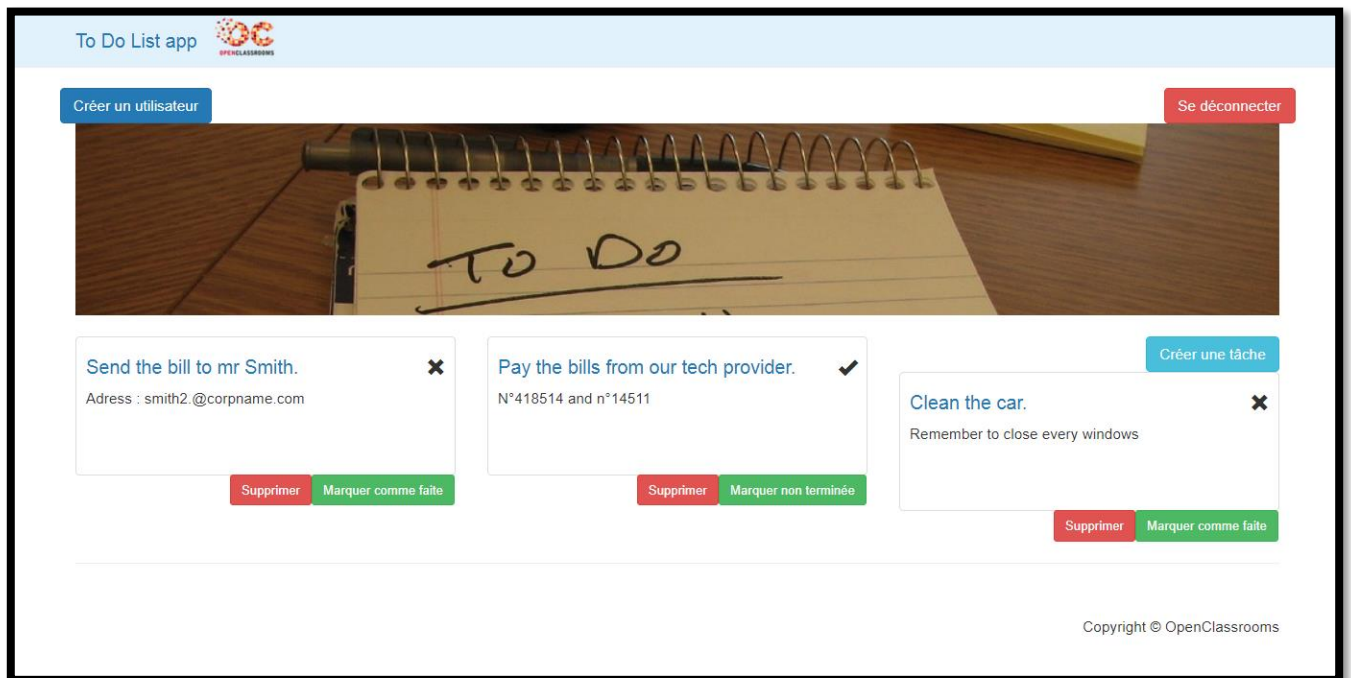 To Do List app
OPENCLASSROOMS
Créer un utilisateur
Se déconnecter
To Do
Créer une tâche
Send the bill to mr Smith.
Adress : smith2.@corpname.com
Supprimer Marquer comme faite
Pay the bills from our tech provider.
N°418514 and n°14511
Supprimer Marquer non terminée
Clean the car.
Remember to close every windows
Supprimer Marquer comme faite
Copyright © OpenClassrooms